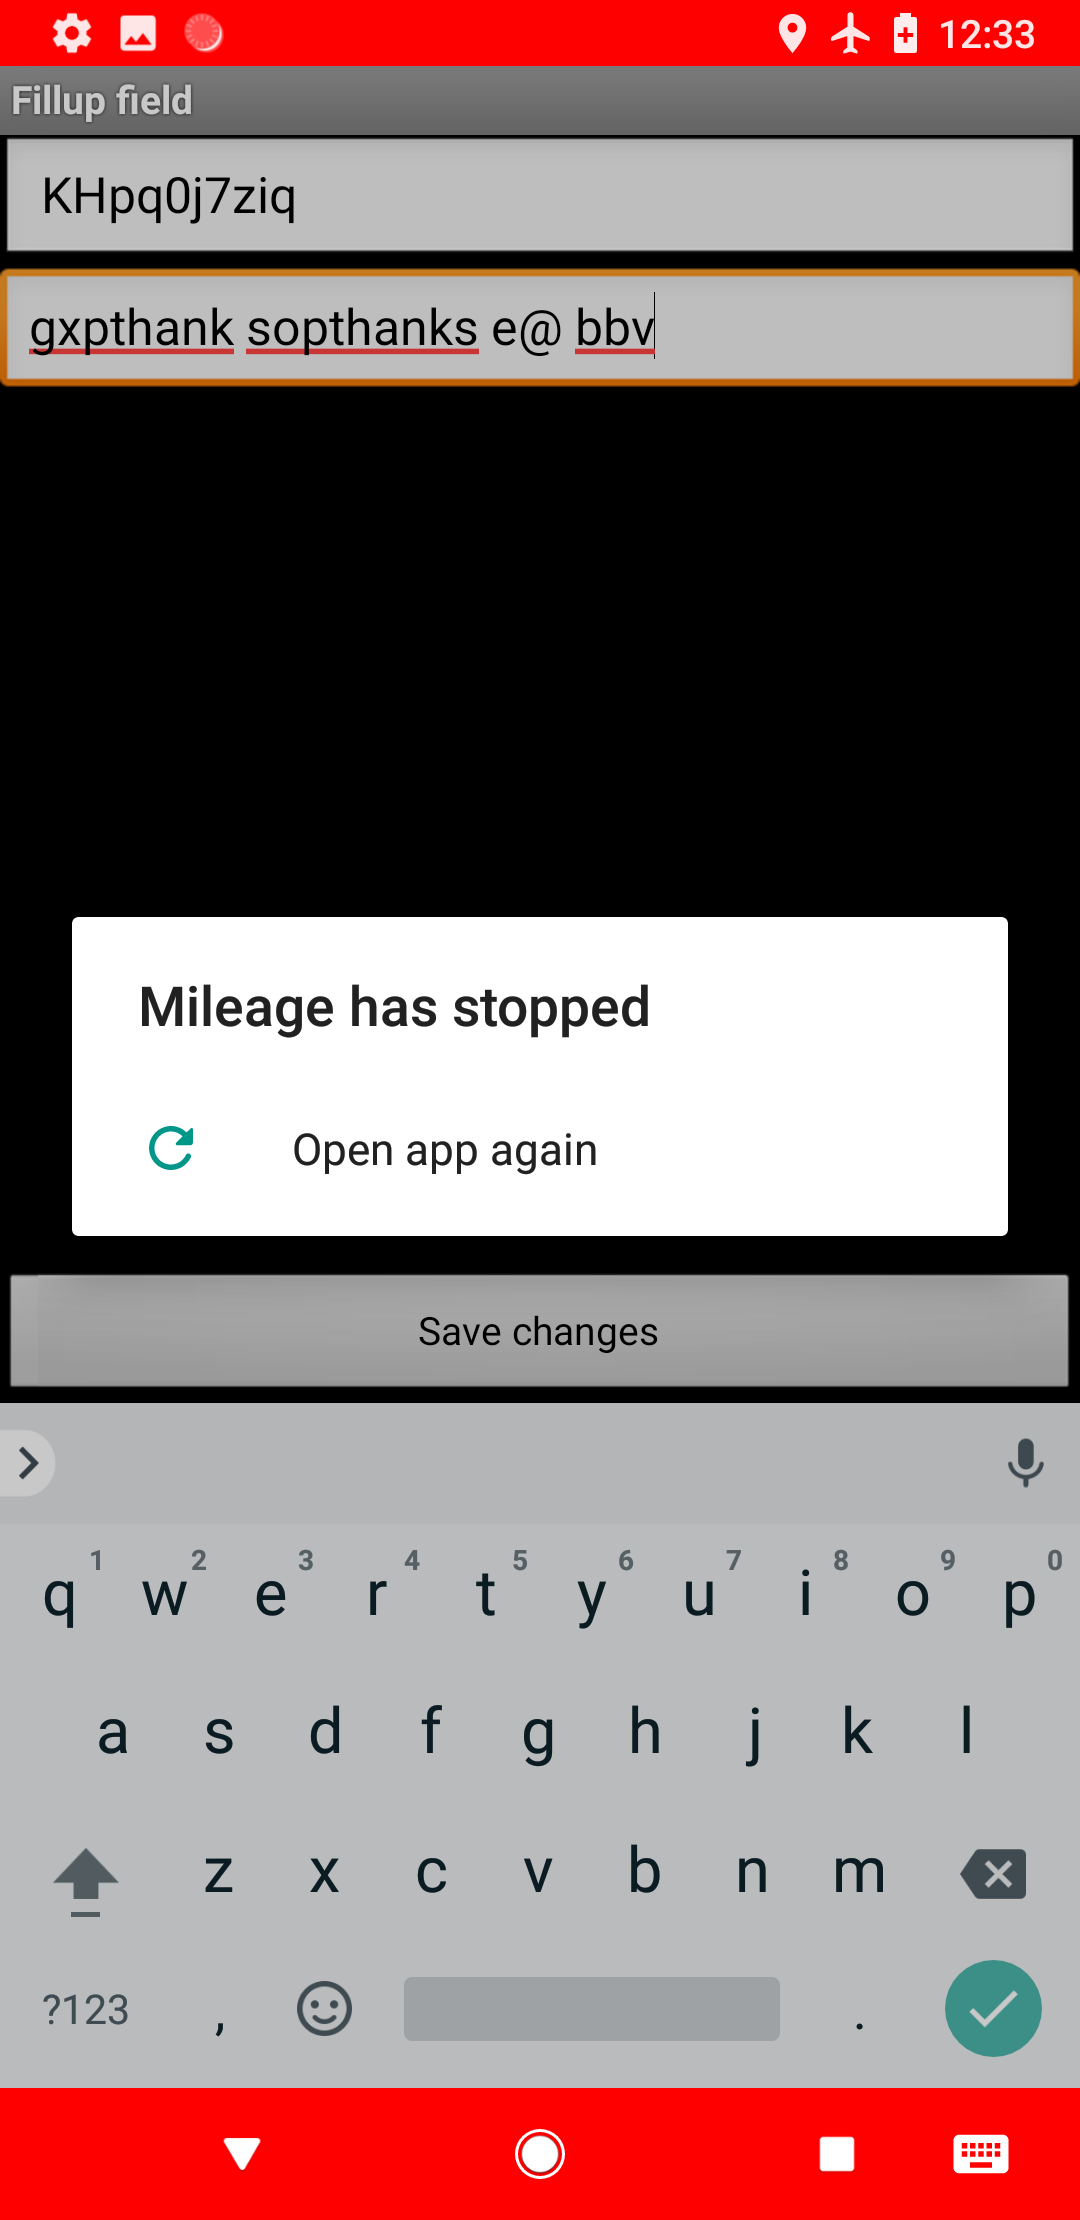 12:33
Fillup field
KHpq0j7ziq
gxpthank sopthanks e@ bbv
Mileage has stopped
Open app again
Save changes
1 2 3 4 5 6 7 8 9 0
q w e r t y u i o p
a s d f g h j k l
z x c v b n m
?123 , .